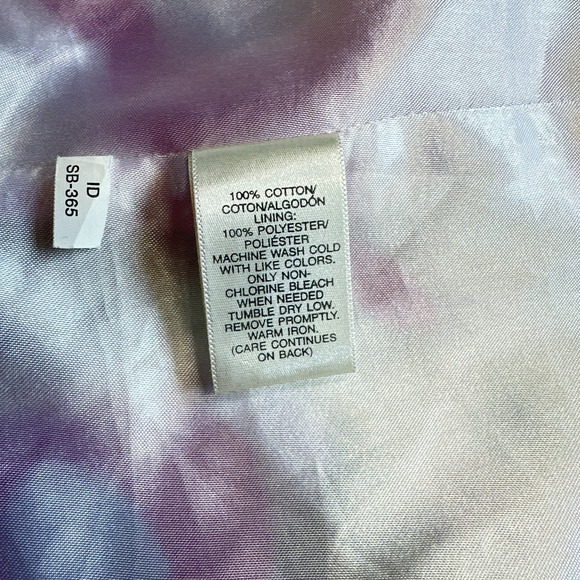 ID
SB-365
100% COTTON/
COTON/ALGODÓN
LINING:
100% POLYESTER/
POLIÉSTER
MACHINE WASH COLD
WITH LIKE COLORS.
ONLY NON-
CHLORINE BLEACH
WHEN NEEDED
TUMBLE DRY LOW.
REMOVE PROMPTLY.
WARM IRON.
(CARE CONTINUES
ON BACK)